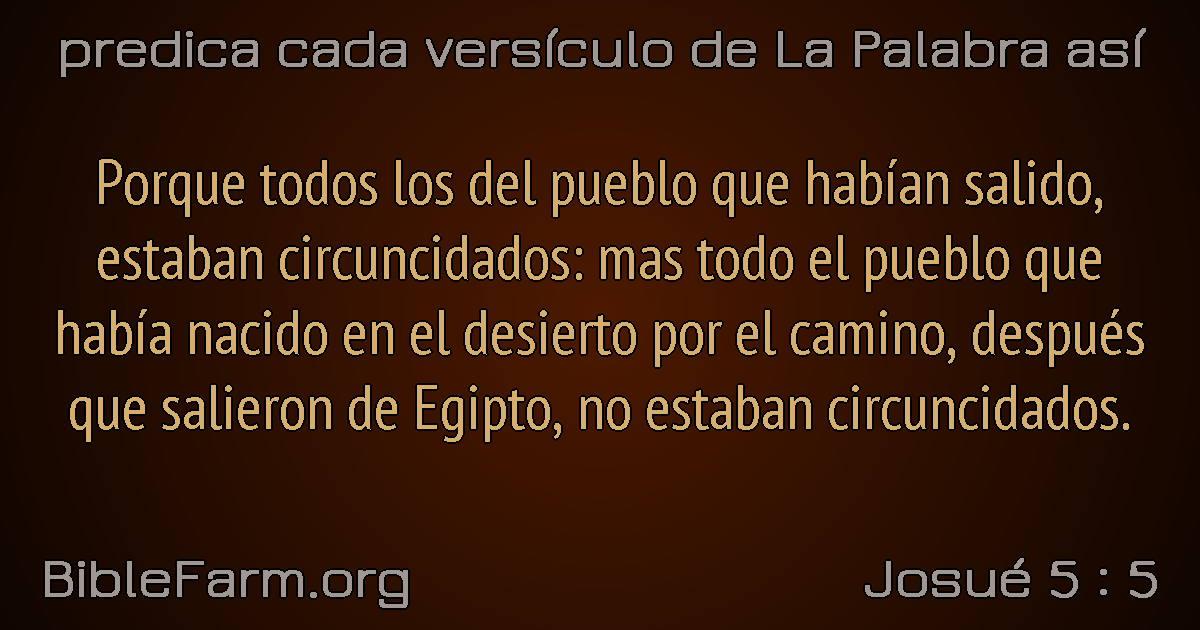 predica cada versículo de La Palabra así
Porque todos los del pueblo que habían salido,
estaban circuncidados: mas todo el pueblo que
había nacido en el desierto por el camino, después
que salieron de Egipto, no estaban circuncidados.
BibleFarm.org
Josué 5 : 5